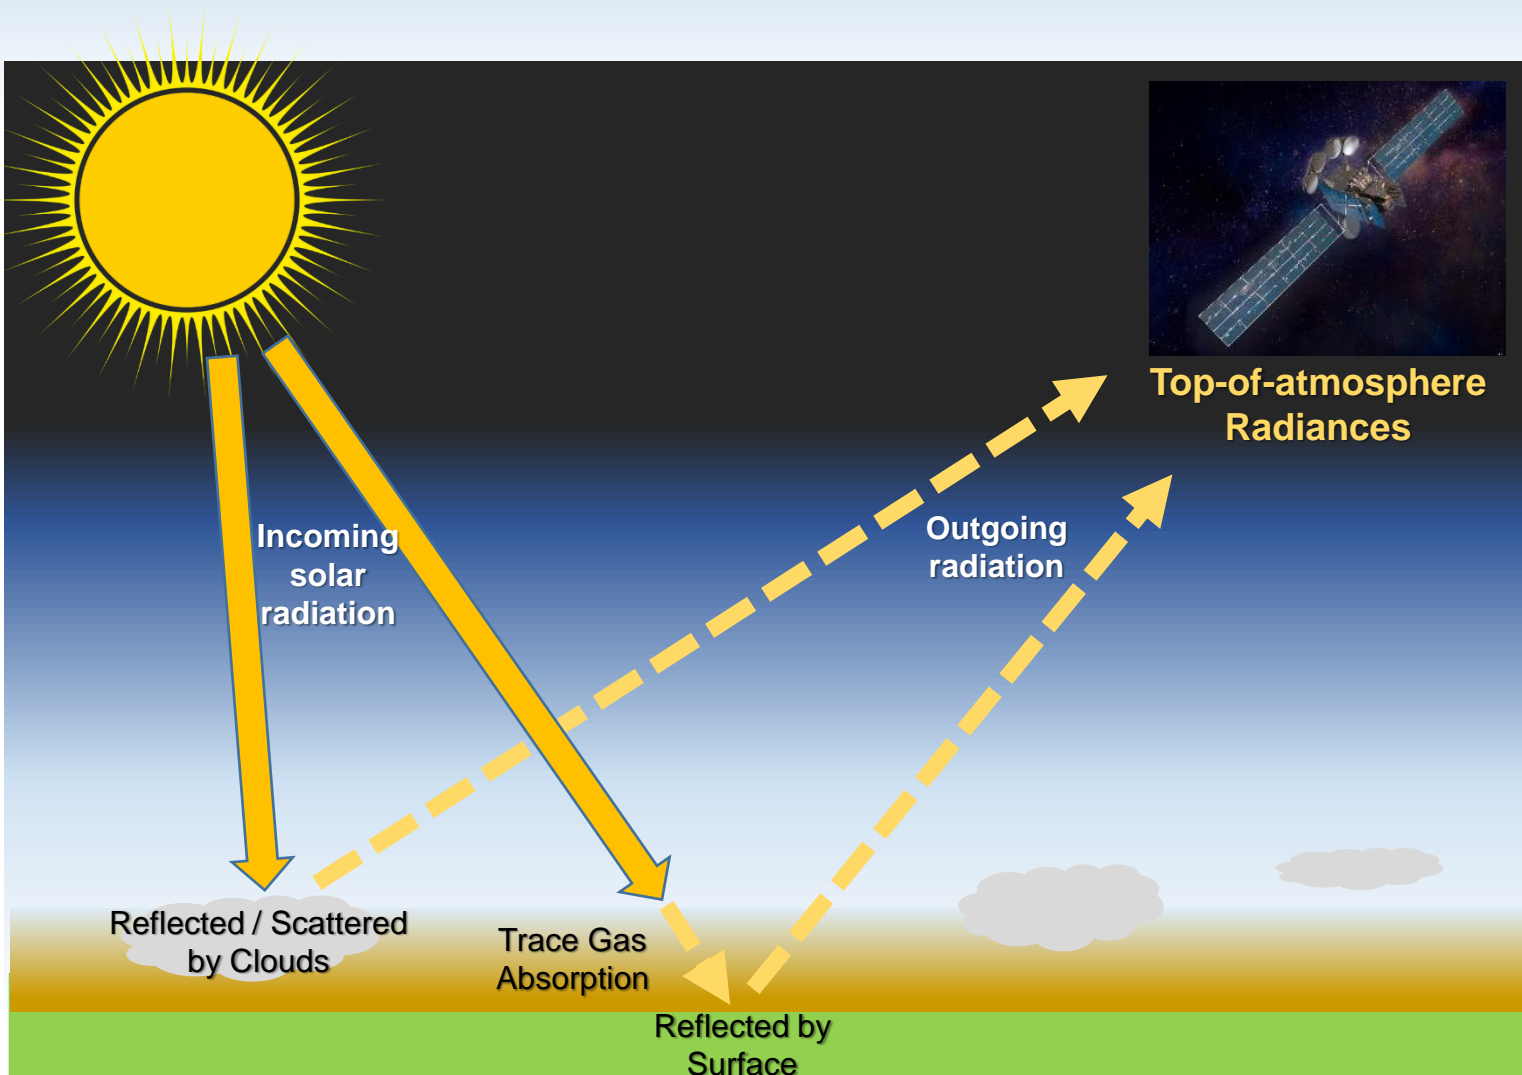 Top-of-atmosphere
Radiances
Incoming
solar
radiation
Outgoing
radiation
Reflected / Scattered
by Clouds
Trace Gas
Absorption
Reflected by
Surface